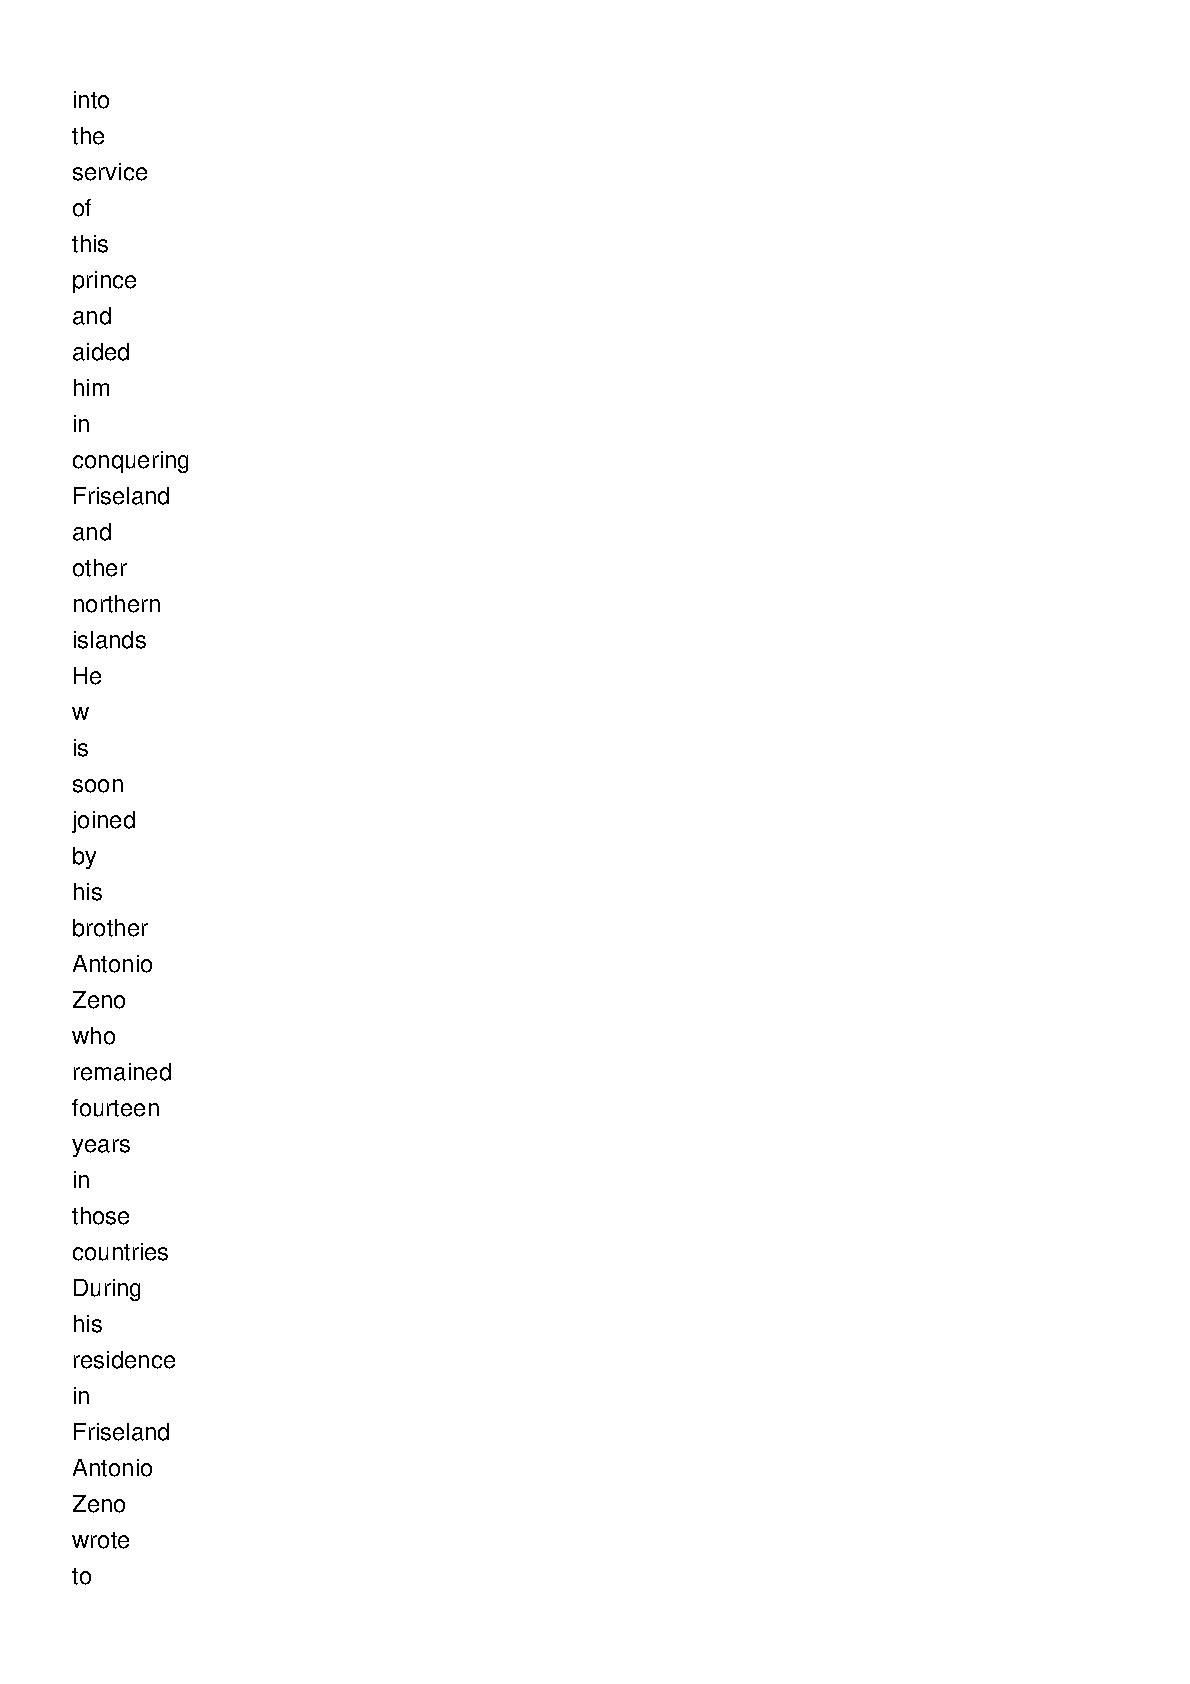 into
the
service
of
this
prince
and
aided
him
in
conquering
Friseland
and
other
northern
islands
He
w
is
soon
joined
by
his
brother
Antonio
Zeno
who
remained
fourteen
years
in
those
countries
During
his
residence
in
Friseland
Antonio
Zeno
wrote
to